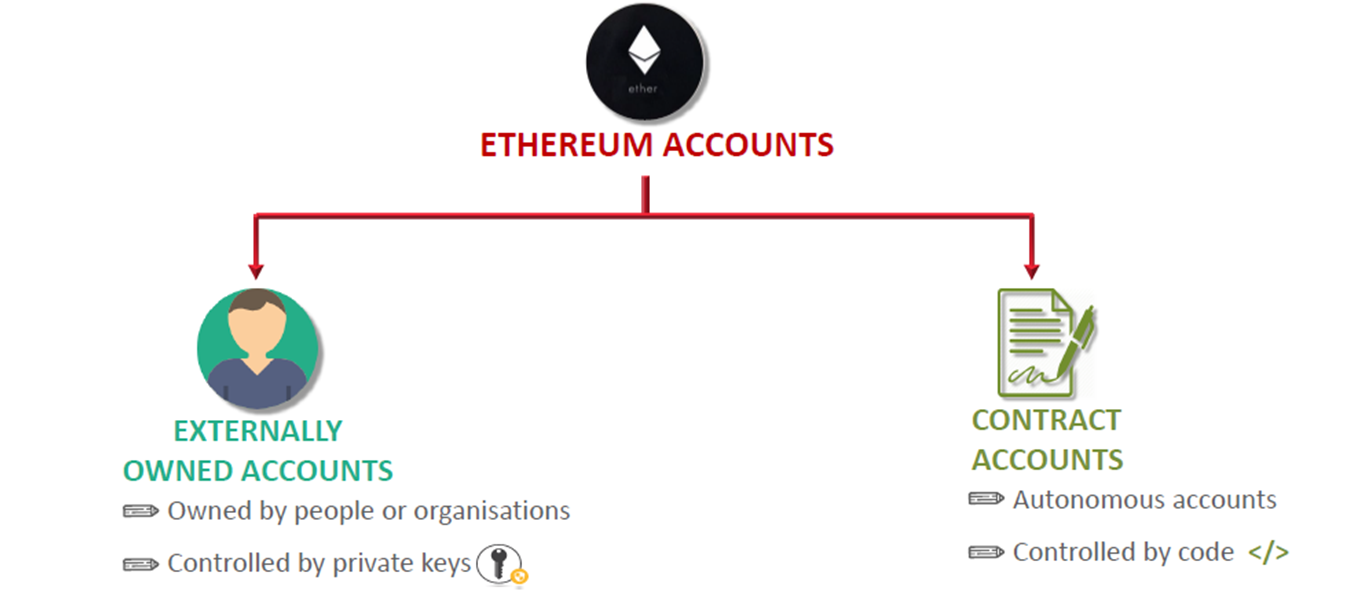 ether
ETHEREUM ACCOUNTS
EXTERNALLY
OWNED ACCOUNTS
Owned by people or organisations
Controlled by private keys
CONTRACT
ACCOUNTS
Autonomous accounts
Controlled by code </>